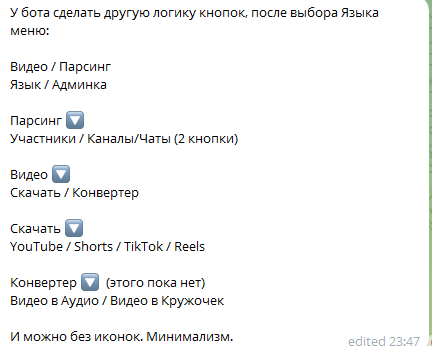 У бота сделать другую логику кнопок, после выбора Языка
меню:
Видео / Парсинг
Язык / Админка
Парсинг 🔽
Участники / Каналы/Чаты (2 кнопки)
Видео 🔽
Скачать / Конвертер
Скачать 🔽
YouTube / Shorts / TikTok / Reels
Конвертер 🔽 (этого пока нет)
Видео в Аудио / Видео в Кружочек
И можно без иконок. Минимализм.
edited 23:47